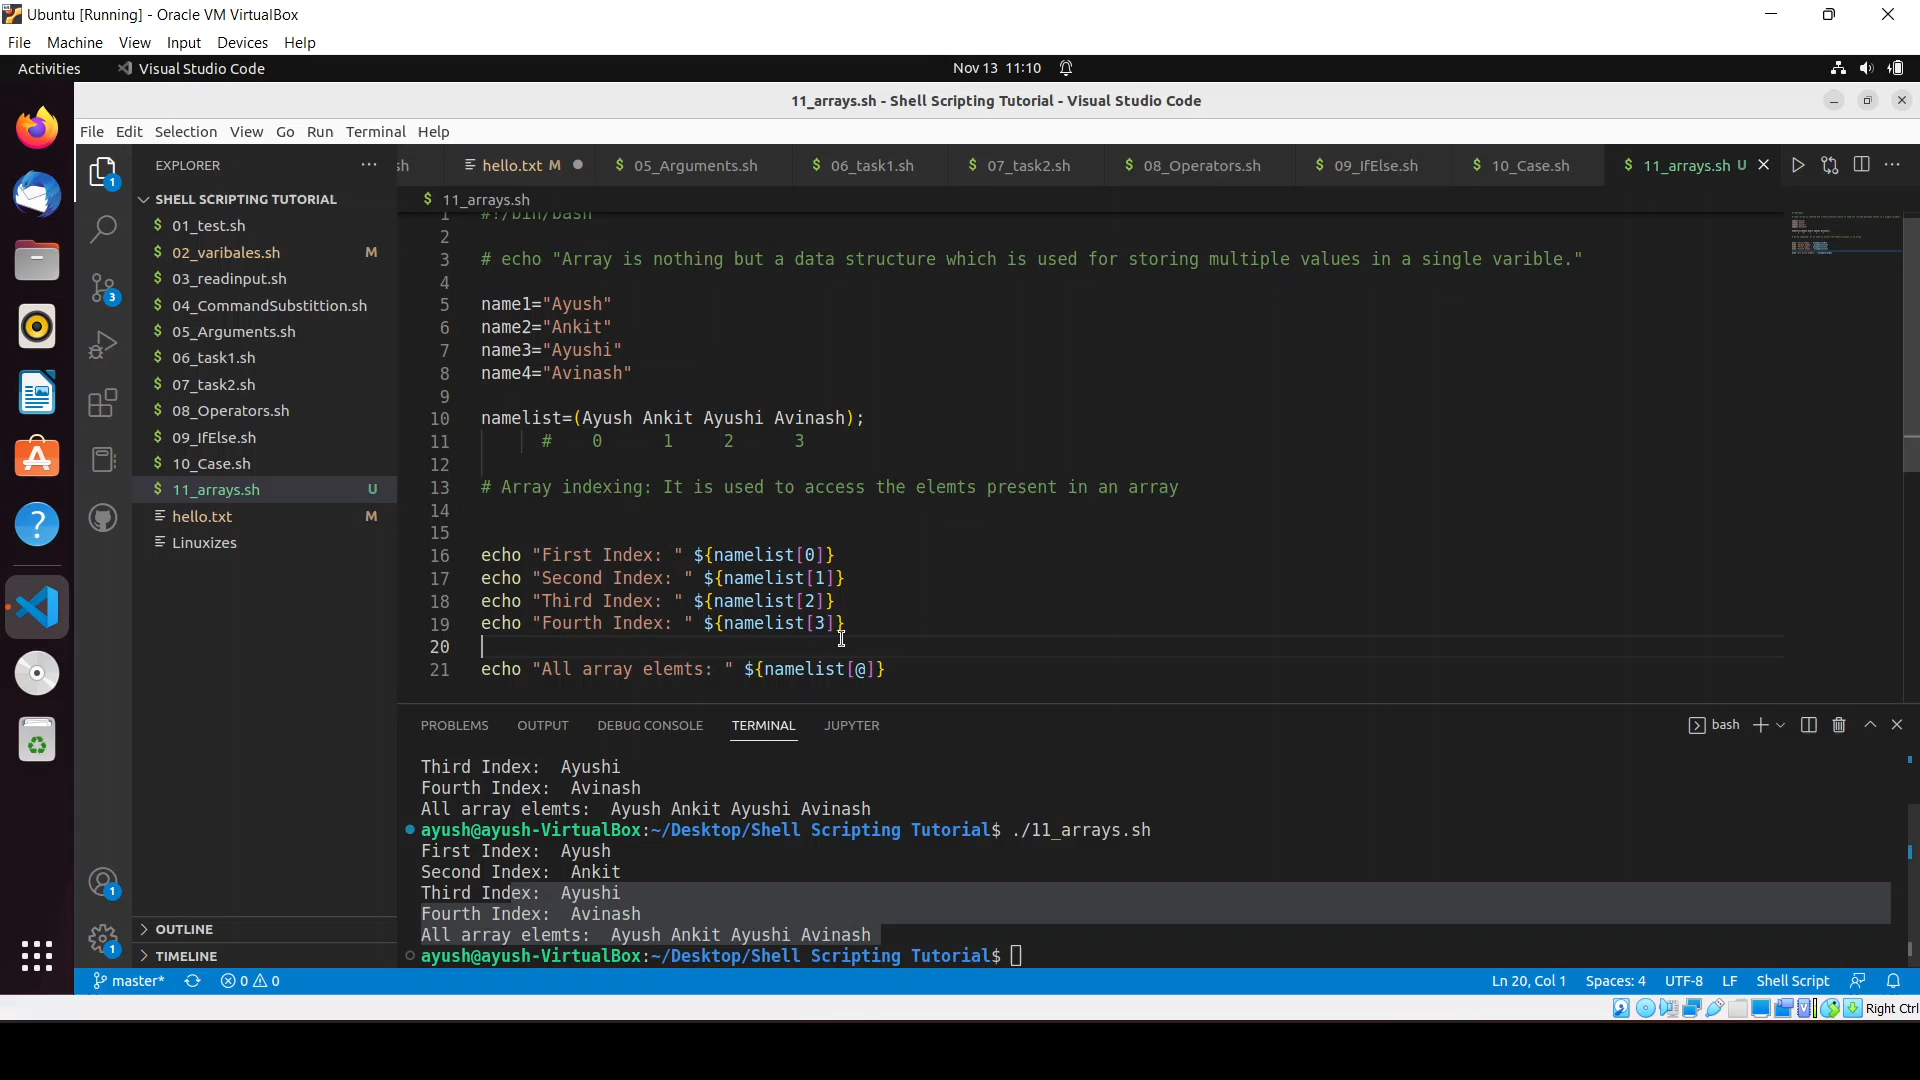 Ubuntu [Running] - Oracle VM VirtualBox
File Machine View Input Devices Help
Activities Visual Studio Code Nov 13 11:10
11_arrays.sh - Shell Scripting Tutorial - Visual Studio Code
File Edit Selection View Go Run Terminal Help
EXPLORER
sh hello.txt M 05_Arguments.sh 06_task1.sh 07_task2.sh 08_Operators.sh 09_IfElse.sh 10_Case.sh 11_arrays.sh U
SHELL SCRIPTING TUTORIAL
01_test.sh
02_varibales.sh M
03_readinput.sh
04_CommandSubstittion.sh
05_Arguments.sh
06_task1.sh
07_task2.sh
08_Operators.sh
09_IfElse.sh
10_Case.sh
11_arrays.sh U
hello.txt M
Linuxizes
OUTLINE
TIMELINE
11_arrays.sh
1 #!/bin/bash
2
3 # echo "Array is nothing but a data structure which is used for storing multiple values in a single varible."
4
5 name1="Ayush"
6 name2="Ankit"
7 name3="Ayushi"
8 name4="Avinash"
9
10 namelist=(Ayush Ankit Ayushi Avinash);
11 # 0 1 2 3
12
13 # Array indexing: It is used to access the elemts present in an array
14
15
16 echo "First Index: " ${namelist[0]}
17 echo "Second Index: " ${namelist[1]}
18 echo "Third Index: " ${namelist[2]}
19 echo "Fourth Index: " ${namelist[3]}
20
21 echo "All array elemts: " ${namelist[@]}
PROBLEMS OUTPUT DEBUG CONSOLE TERMINAL JUPYTER bash
Third Index: Ayushi
Fourth Index: Avinash
All array elemts: Ayush Ankit Ayushi Avinash
ayush@ayush-VirtualBox:~/Desktop/Shell Scripting Tutorial$ ./11_arrays.sh
First Index: Ayush
Second Index: Ankit
Third Index: Ayushi
Fourth Index: Avinash
All array elemts: Ayush Ankit Ayushi Avinash
ayush@ayush-VirtualBox:~/Desktop/Shell Scripting Tutorial$
1
3
1
1
master* 0 0 Ln 20, Col 1 Spaces: 4 UTF-8 LF Shell Script
Right Ctrl